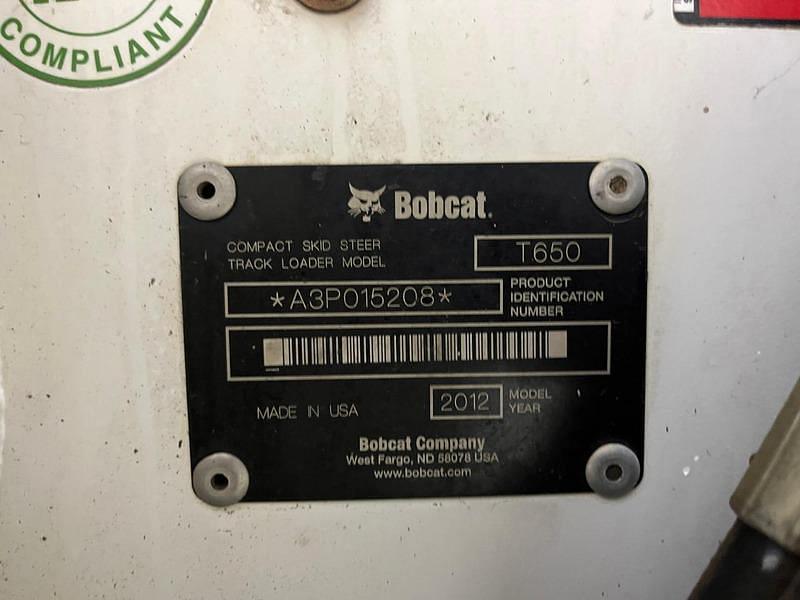 COMPLIANT
Bobcat.
COMPACT SKID STEER
TRACK LOADER MODEL
T650
*A3P015208*
PRODUCT
IDENTIFICATION
NUMBER
MADE IN USA
2012
MODEL
YEAR
Bobcat Company
West Fargo, ND 58078 USA
www.bobcat.com